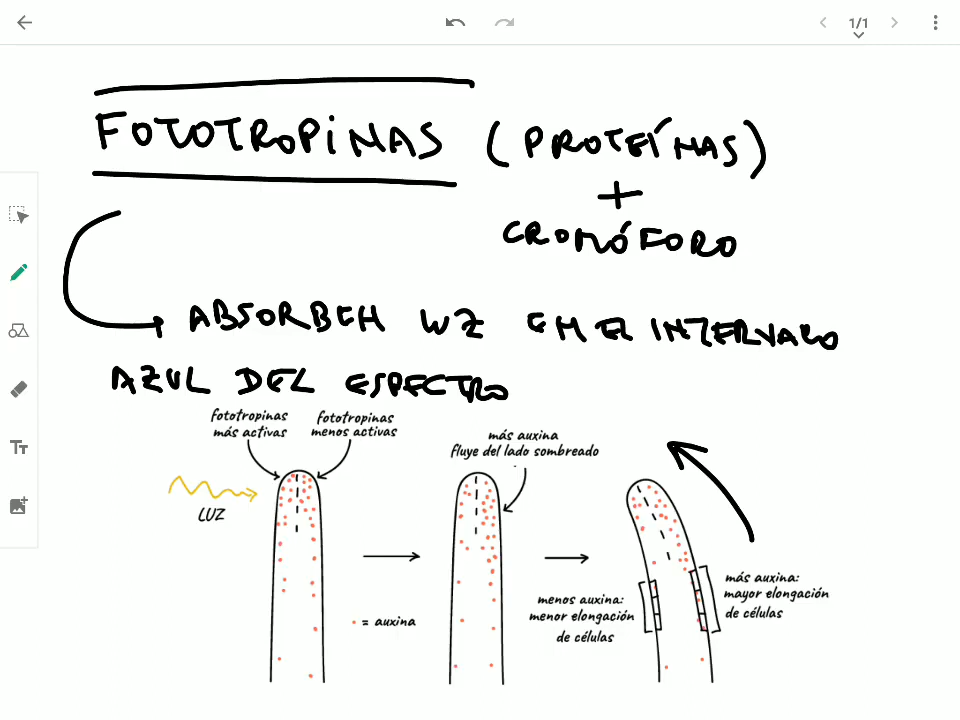 1/1
FOTOTROPINAS (PROTEÍNAS)
+
CROMÓFORO
→ ABSORBEN LUZ EN EL INTERVALO
AZUL DEL ESPECTRO
fototropinas
más activas
fototropinas
menos activas
LUZ
• = auxina
más auxina
fluye del lado sombreado
menos auxina:
menor elongación
de células
más auxina:
mayor elongación
de células
Tт